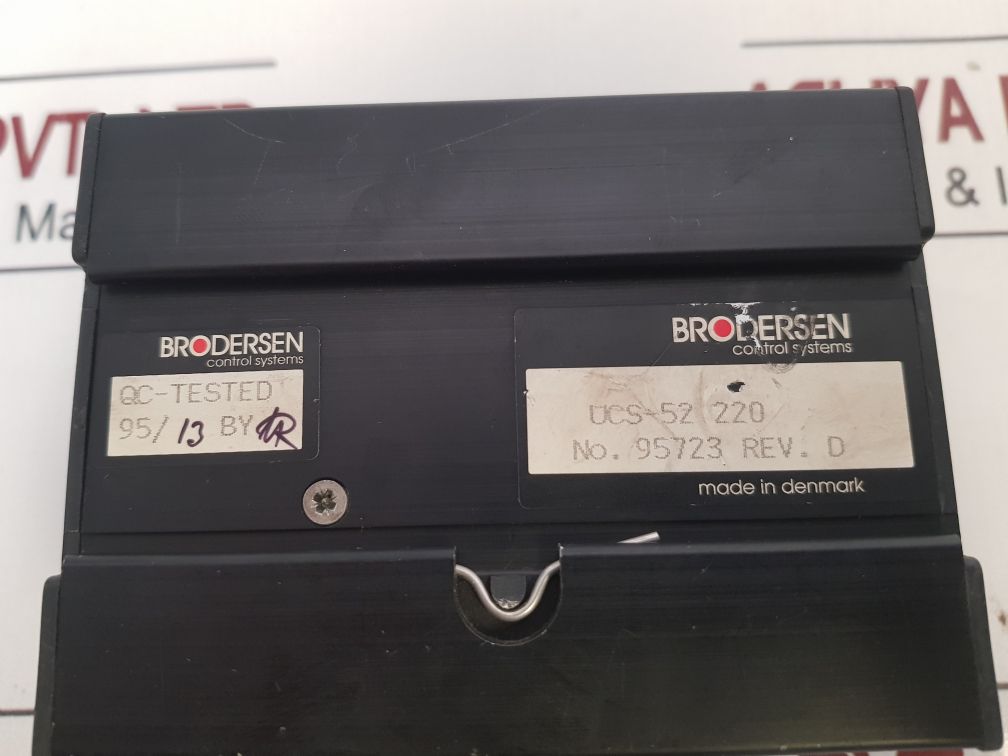 PVT
Ma
& I
BRODERSEN
control systems
QC-TESTED
95/13 BY
BRODERSEN
control systems
UCS-52 220
No. 95723 REV. D
made in denmark